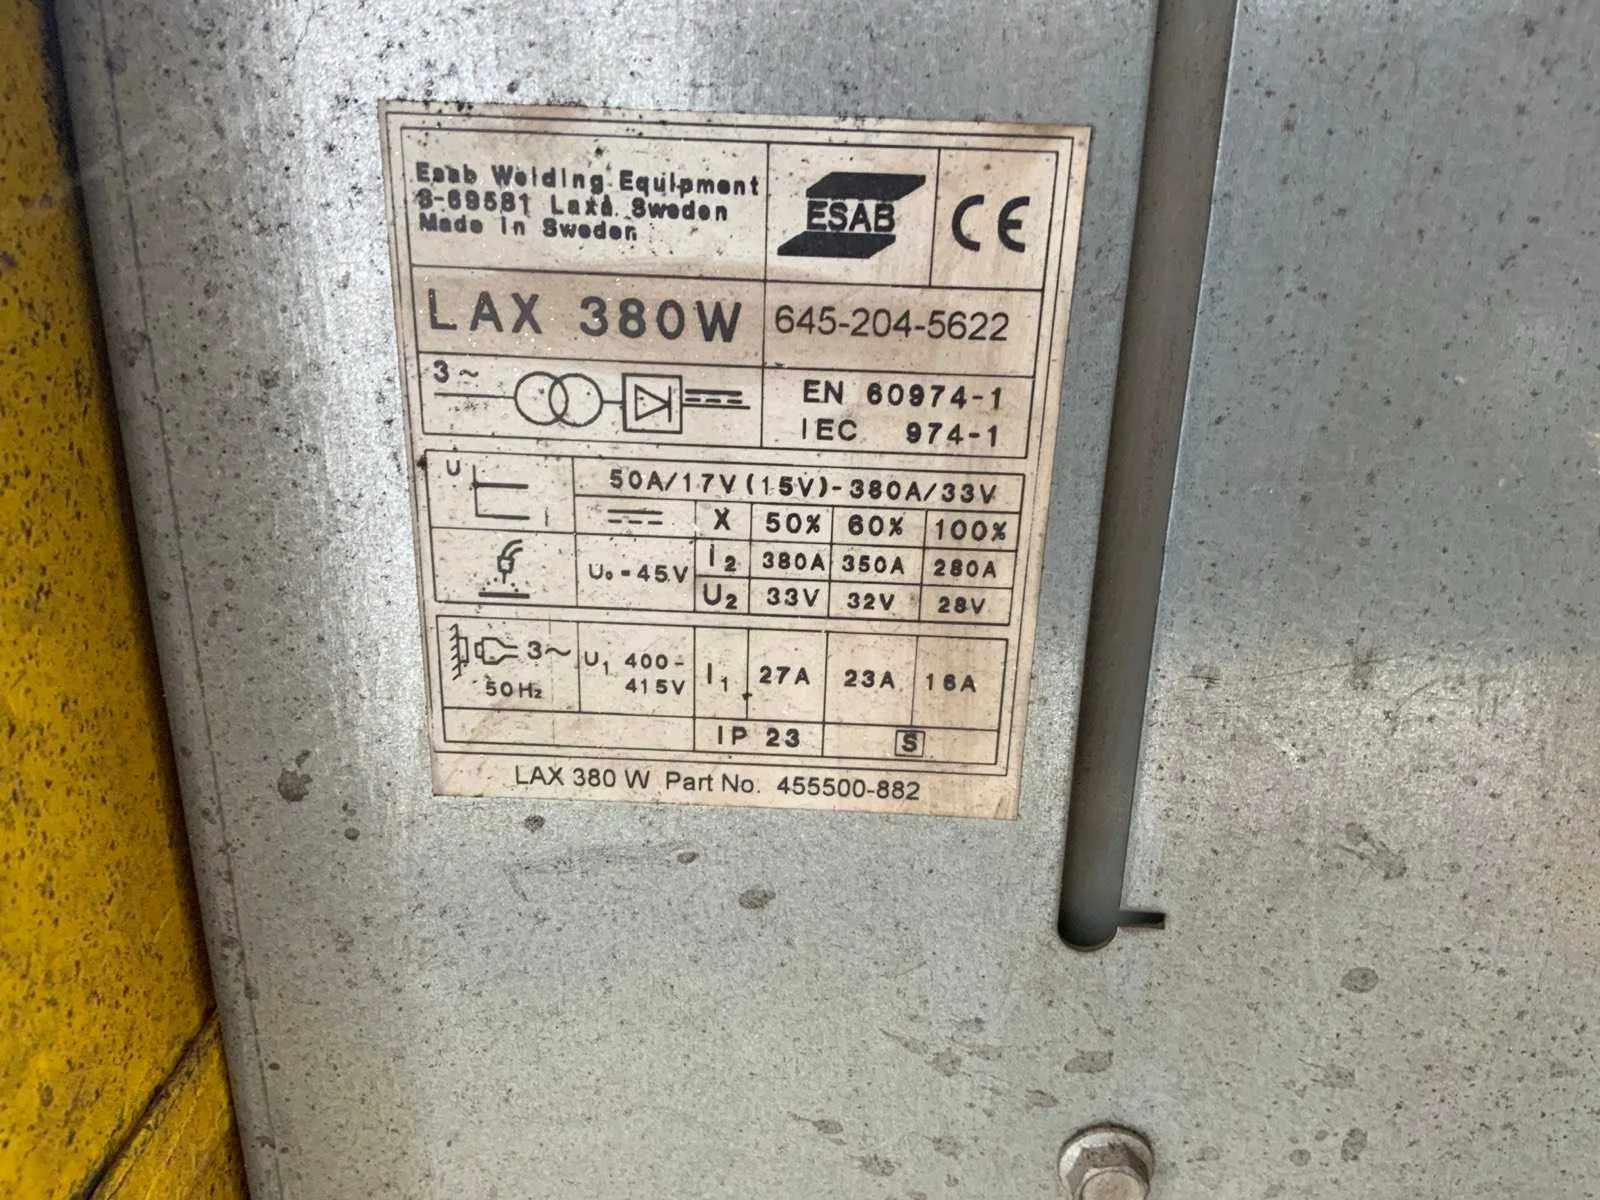 Esab Welding Equipment
S-69581 Laxå, Sweden
Made in Sweden
ESAB
CE
LAX 380W
645-204-5622
3~
EN 60974-1
IEC 974-1
U
I
50A/17V (15V)-380A/33V
X 50% 60% 100%
U₀ = 45V
I₂ 380A 350A 280A
U₂ 33V 32V 28V
3~
50Hz
U₁ 400-
415V
I₁ 27A 23A 16A
IP 23
S
LAX 380 W Part No. 455500-882